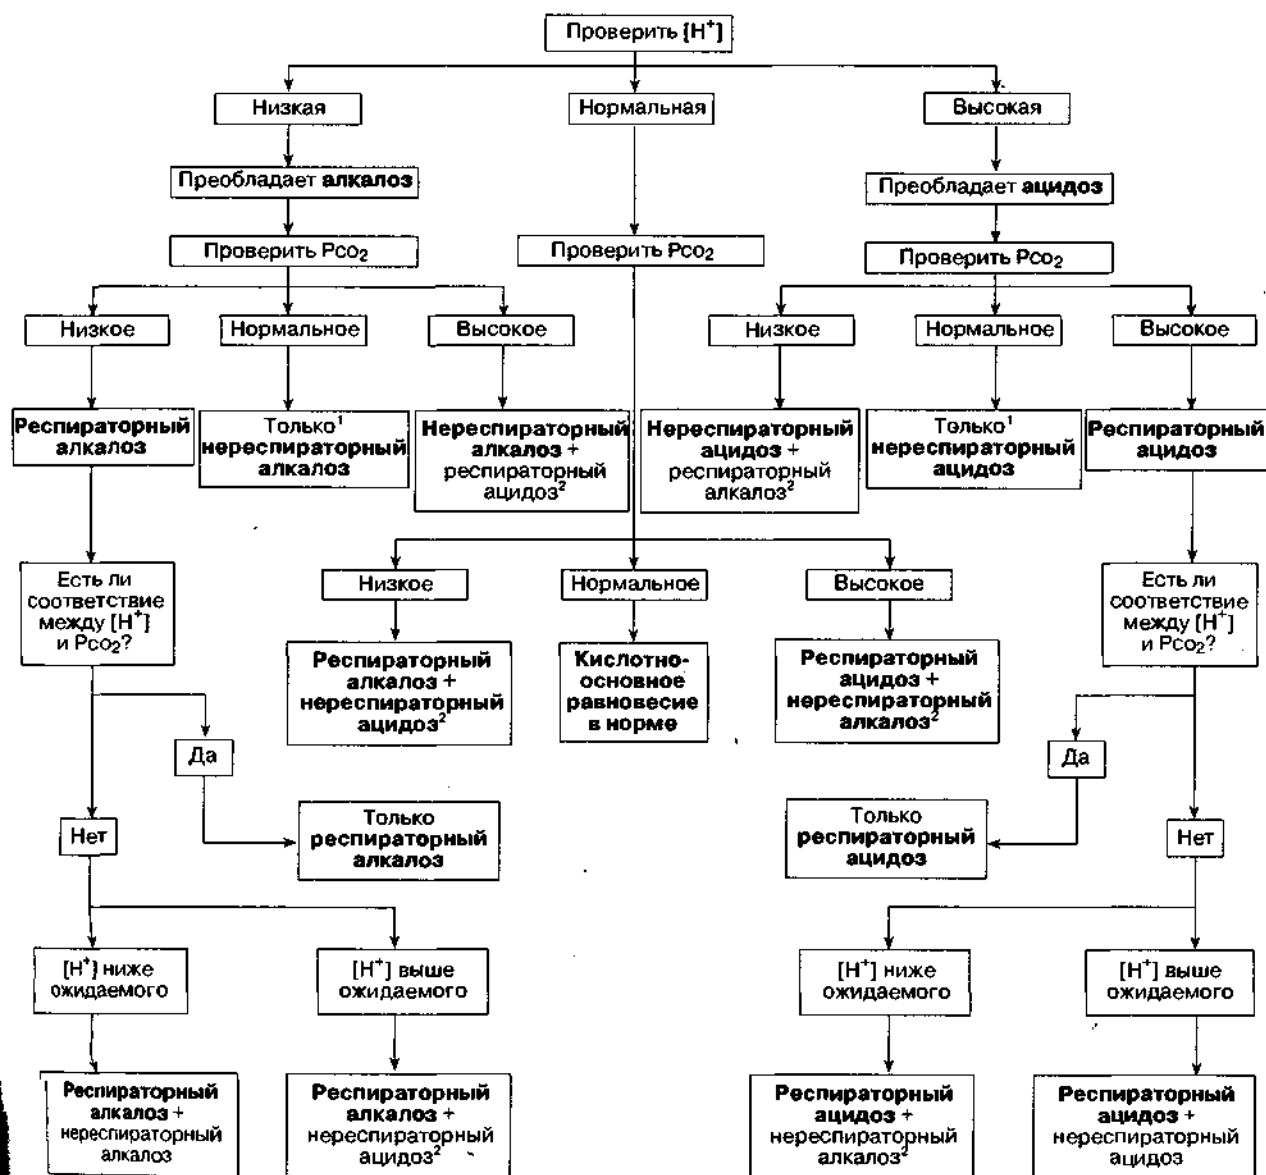 Проверить [H⁺]
Низкая
Нормальная
Высокая
Преобладает алкалоз
Преобладает ацидоз
Проверить Pco₂
Проверить Pco₂
Проверить Pco₂
Низкое
Нормальное
Высокое
Низкое
Нормальное
Высокое
Респираторный
алкалоз
Только¹
нереспираторный
алкалоз
Нереспираторный
алкалоз +
респираторный
ацидоз²
Нереспираторный
ацидоз +
респираторный
алкалоз²
Только¹
нереспираторный
ацидоз
Респираторный
ацидоз
Есть ли
соответствие
между [H⁺]
и Pco₂?
Низкое
Нормальное
Высокое
Есть ли
соответствие
между [H⁺]
и Pco₂?
Респираторный
алкалоз +
нереспираторный
ацидоз²
Кислотно-
основное
равновесие
в норме
Респираторный
ацидоз +
нереспираторный
алкалоз²
Да
Да
Нет
Только
респираторный
алкалоз
Только
респираторный
ацидоз
Нет
[H⁺] ниже
ожидаемого
[H⁺] выше
ожидаемого
[H⁺] ниже
ожидаемого
[H⁺] выше
ожидаемого
Респираторный
алкалоз +
нереспираторный
алкалоз
Респираторный
алкалоз +
нереспираторный
ацидоз²
Респираторный
ацидоз +
нереспираторный
алкалоз²
Респираторный
ацидоз +
нереспираторный
ацидоз